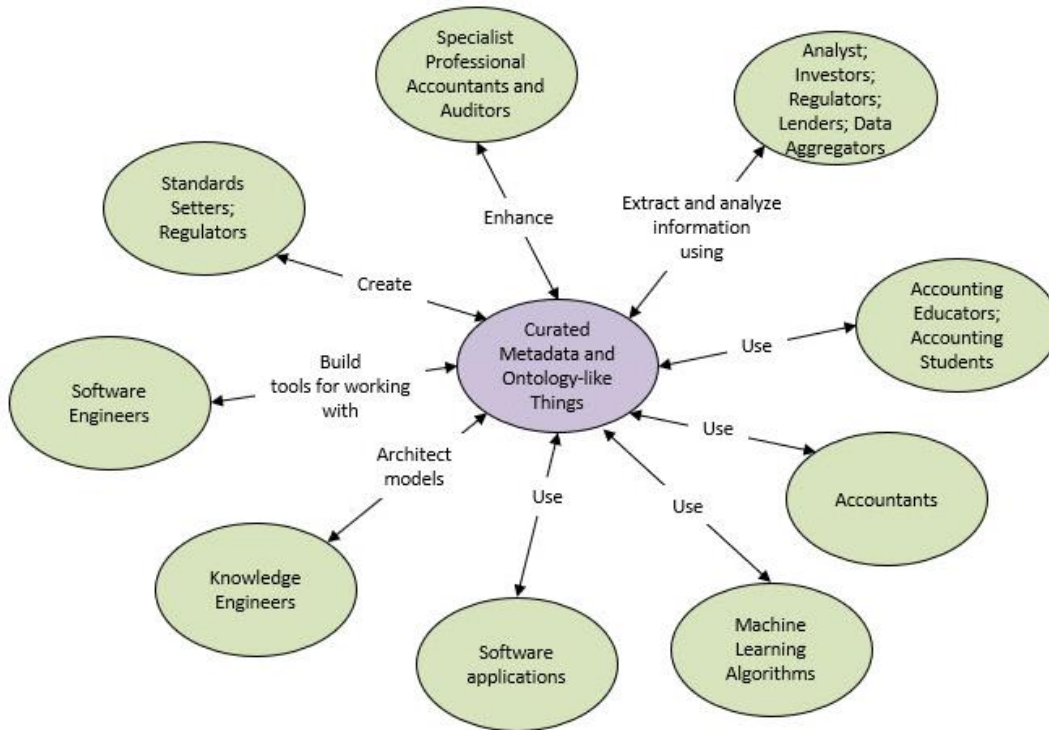 Specialist
Professional
Accountants and
Auditors
Analyst;
Investors;
Regulators;
Lenders; Data
Aggregators
Standards
Setters;
Regulators
Enhance
Extract and analyze
information
using
Create
Accounting
Educators;
Accounting
Students
Curated
Metadata and
Ontology-like
Things
Use
Build
tools for working
with
Software
Engineers
Use
Architect
models
Accountants
Use
Use
Knowledge
Engineers
Software
applications
Machine
Learning
Algorithms